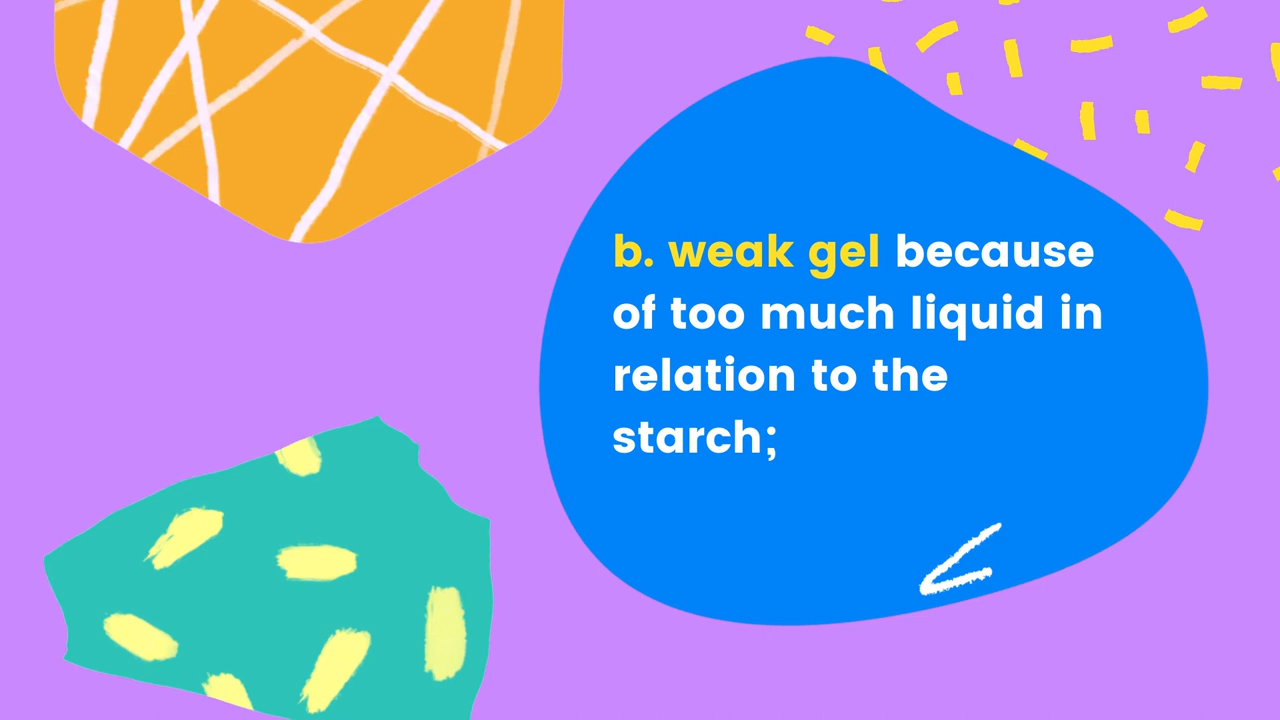 b. weak gel because
of too much liquid in
relation to the
starch;